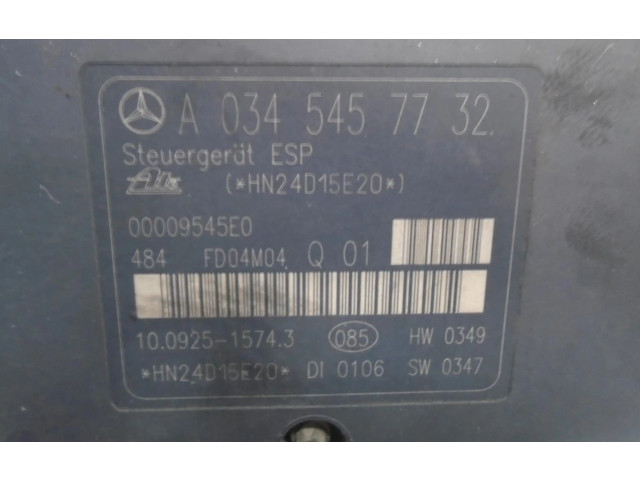 A 034 545 77 32.
Steuergerät ESP
Ate (*HN24D15E20*)
00009545E0
484 FD04M04 Q 01
10.0925-1574.3 085 HW 0349
*HN24D15E20* DI 0106 SW 0347